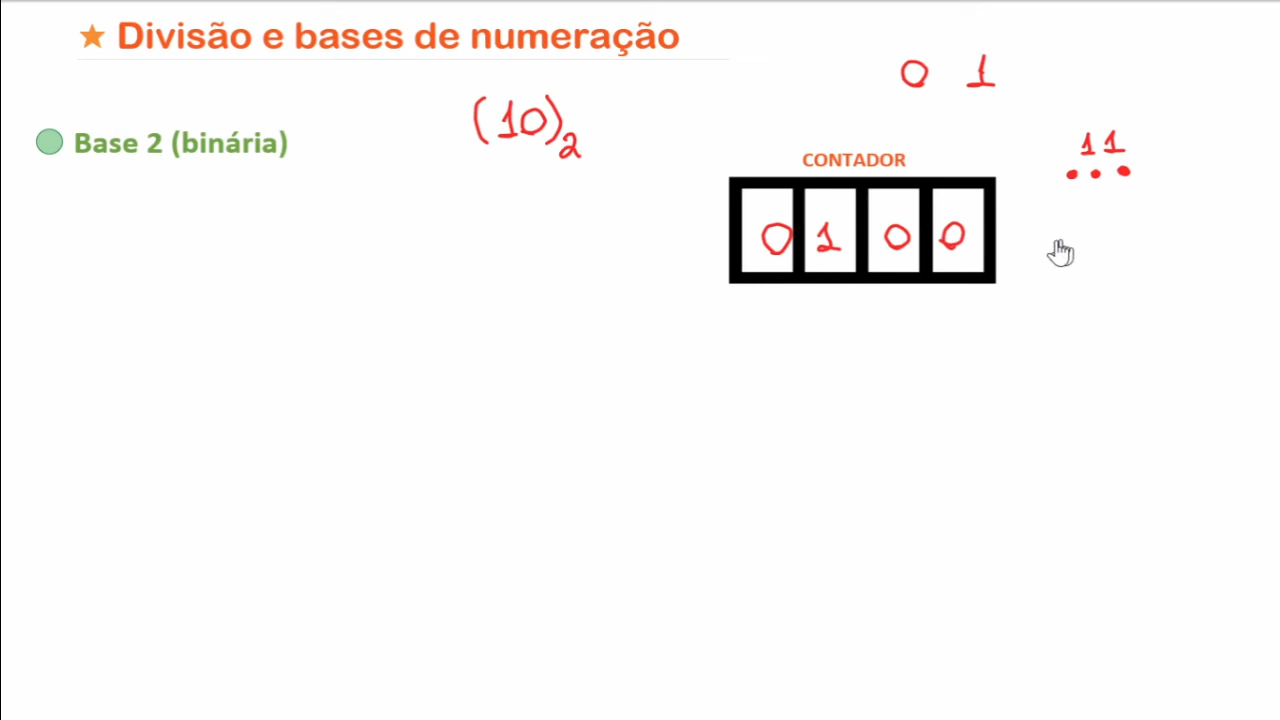 Divisão e bases de numeração
0 1
(10)2
Base 2 (binária)
11
CONTADOR
0 1 0 0